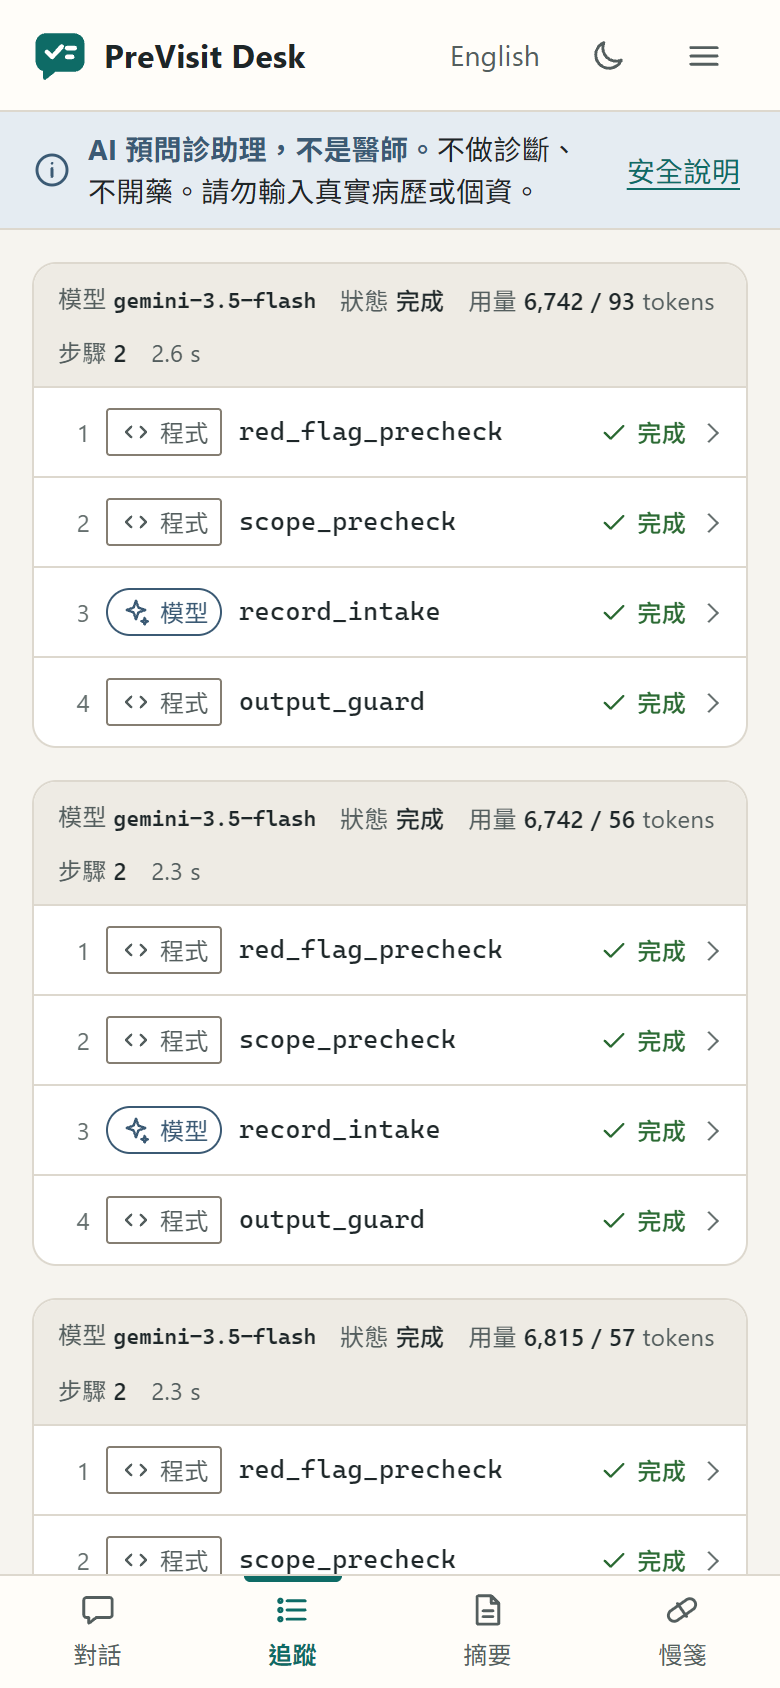 PreVisit Desk English
AI 預問診助理，不是醫師。不做診斷、
不開藥。請勿輸入真實病歷或個資。
安全說明
模型 gemini-3.5-flash 狀態 完成 用量 6,742 / 93 tokens
步驟 2 2.6 s
1 程式 red_flag_precheck 完成
2 程式 scope_precheck 完成
3 模型 record_intake 完成
4 程式 output_guard 完成
模型 gemini-3.5-flash 狀態 完成 用量 6,742 / 56 tokens
步驟 2 2.3 s
1 程式 red_flag_precheck 完成
2 程式 scope_precheck 完成
3 模型 record_intake 完成
4 程式 output_guard 完成
模型 gemini-3.5-flash 狀態 完成 用量 6,815 / 57 tokens
步驟 2 2.3 s
1 程式 red_flag_precheck 完成
2 程式 scope_precheck 完成
對話 追蹤 摘要 慢箋